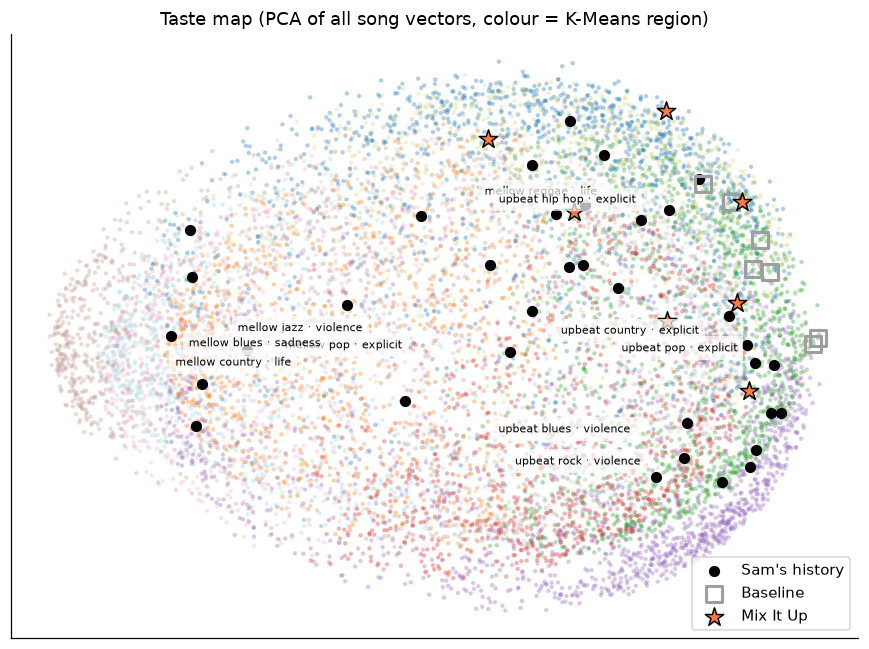 Taste map (PCA of all song vectors, colour = K-Means region)
mellow reggae · life
upbeat hip hop · explicit
mellow jazz · violence
upbeat country · explicit
mellow blues · sadness
pop · explicit
upbeat pop · explicit
mellow country · life
upbeat blues · violence
upbeat rock · violence
Sam's history
Baseline
Mix It Up